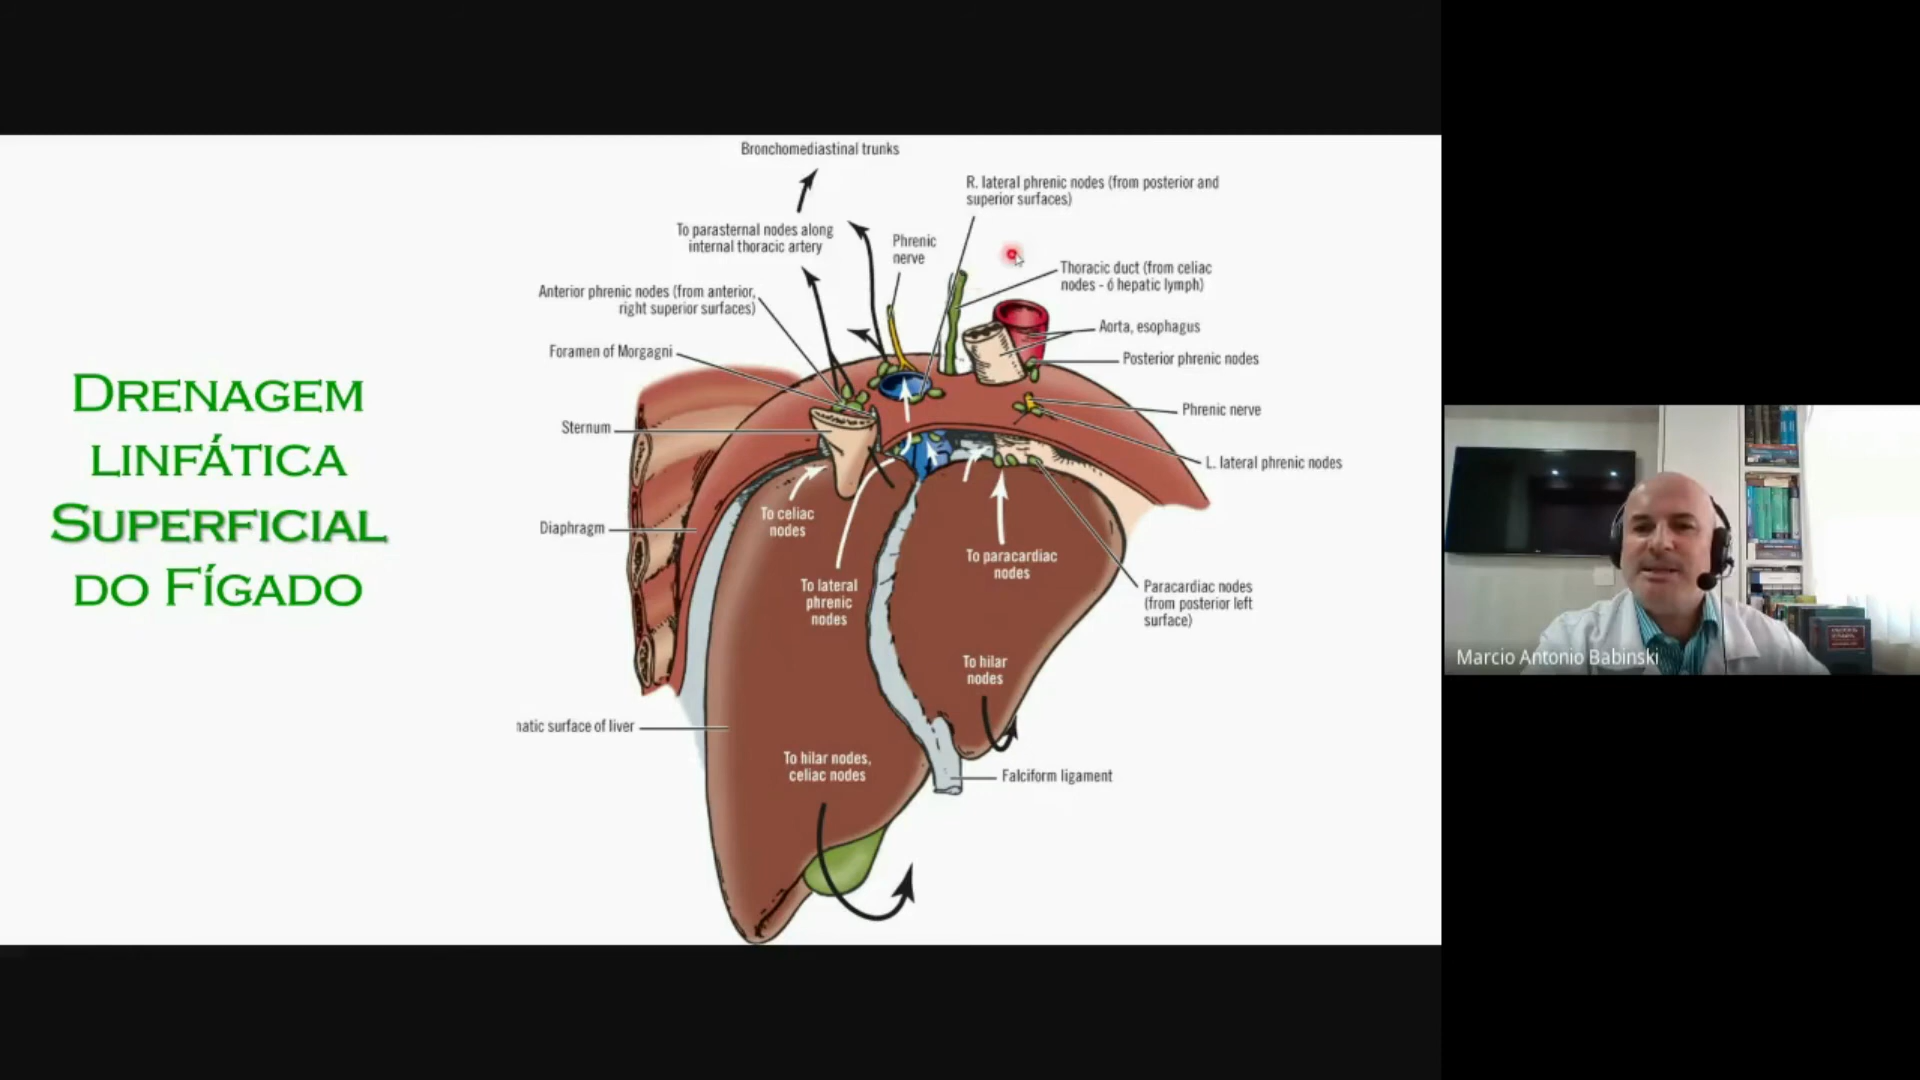 Drenagem
linfática
Superficial
do Fígado
Bronchomediastinal trunks
R. lateral phrenic nodes (from posterior and
superior surfaces)
To parasternal nodes along
internal thoracic artery
Phrenic
nerve
Thoracic duct (from celiac
nodes - ó hepatic lymph)
Anterior phrenic nodes (from anterior,
right superior surfaces)
Aorta, esophagus
Foramen of Morgagni
Posterior phrenic nodes
Phrenic nerve
Sternum
L. lateral phrenic nodes
To celiac
nodes
Diaphragm
To paracardiac
nodes
To lateral
phrenic
nodes
Paracardiac nodes
(from posterior left
surface)
To hilar
nodes
matic surface of liver
To hilar nodes,
celiac nodes
Falciform ligament
Marcio Antonio Babinski